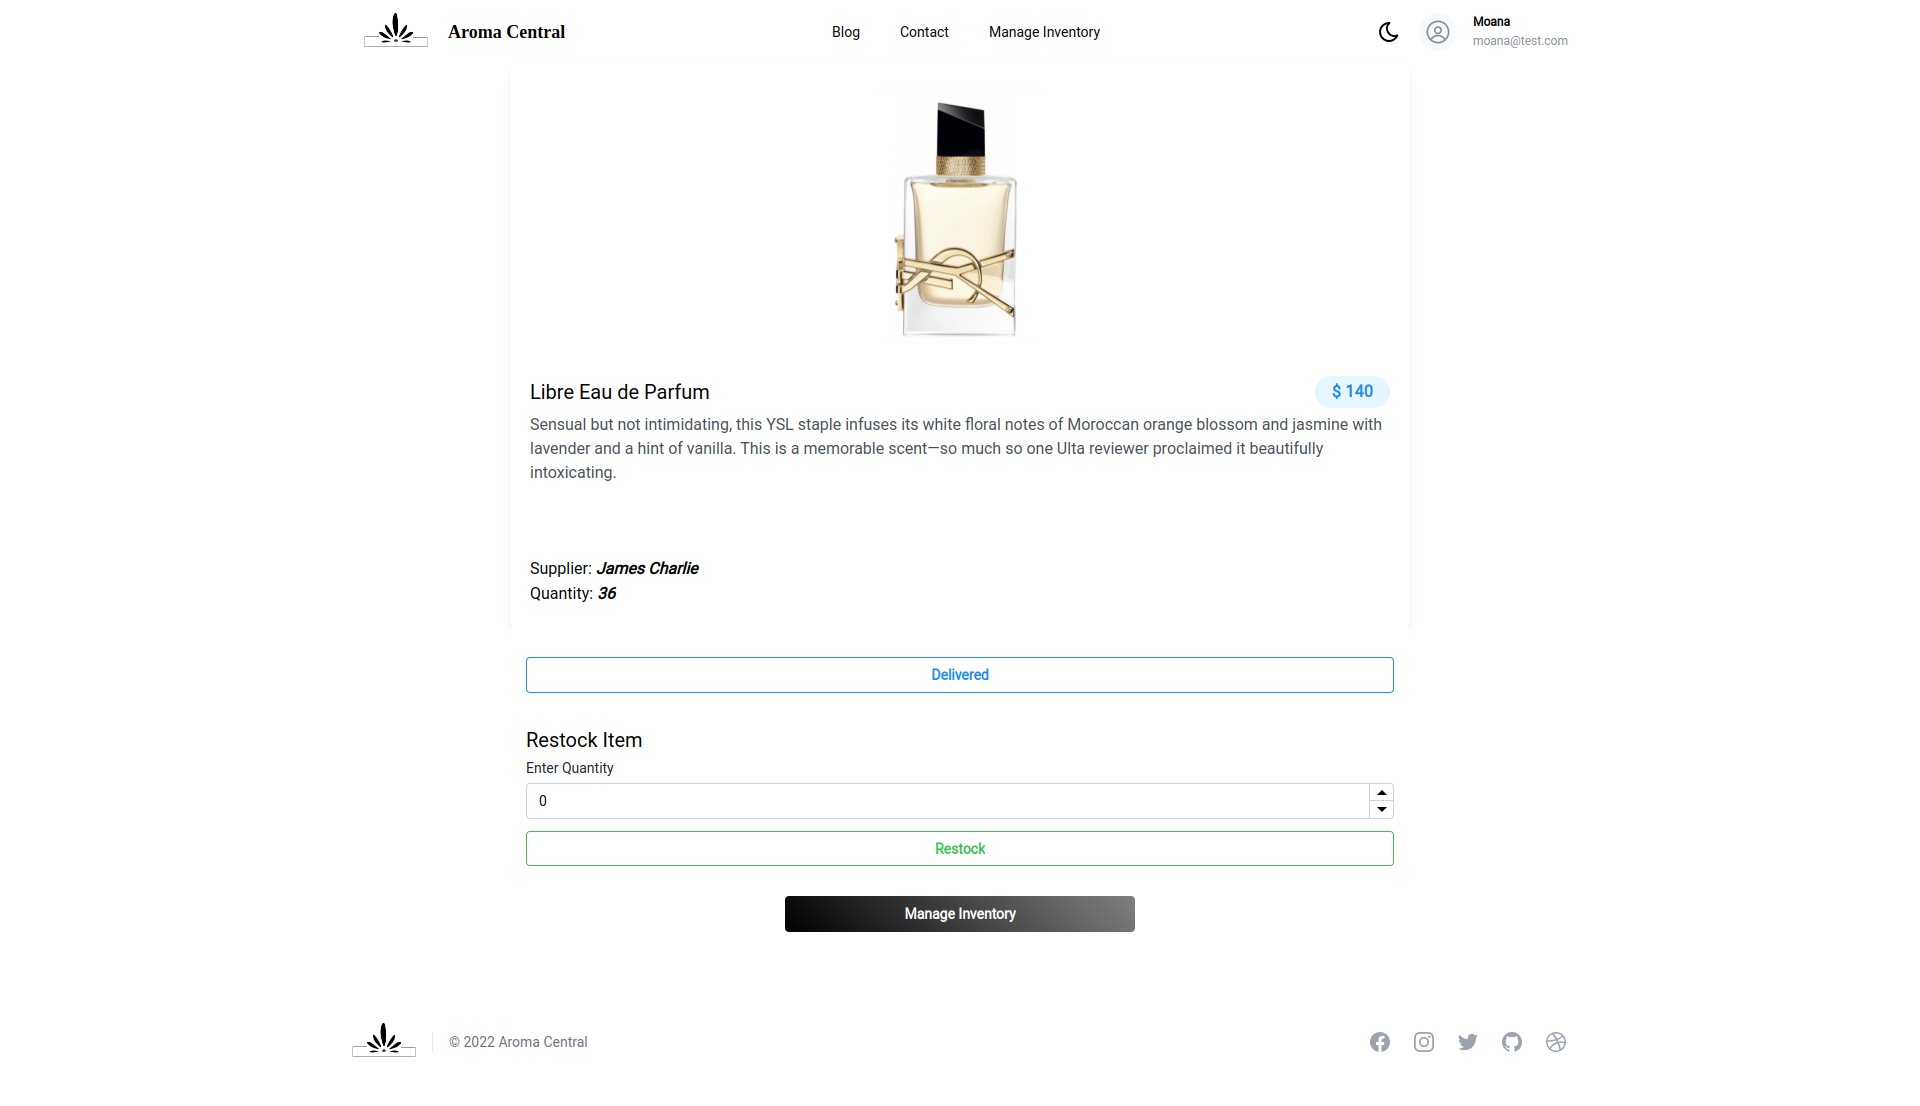 Aroma Central
Blog
Contact
Manage Inventory
Moana
moana@test.com
Libre Eau de Parfum
$ 140
Sensual but not intimidating, this YSL staple infuses its white floral notes of Moroccan orange blossom and jasmine with
lavender and a hint of vanilla. This is a memorable scent—so much so one Ulta reviewer proclaimed it beautifully
intoxicating.
Supplier: James Charlie
Quantity: 36
Delivered
Restock Item
Enter Quantity
0
Restock
Manage Inventory
© 2022 Aroma Central